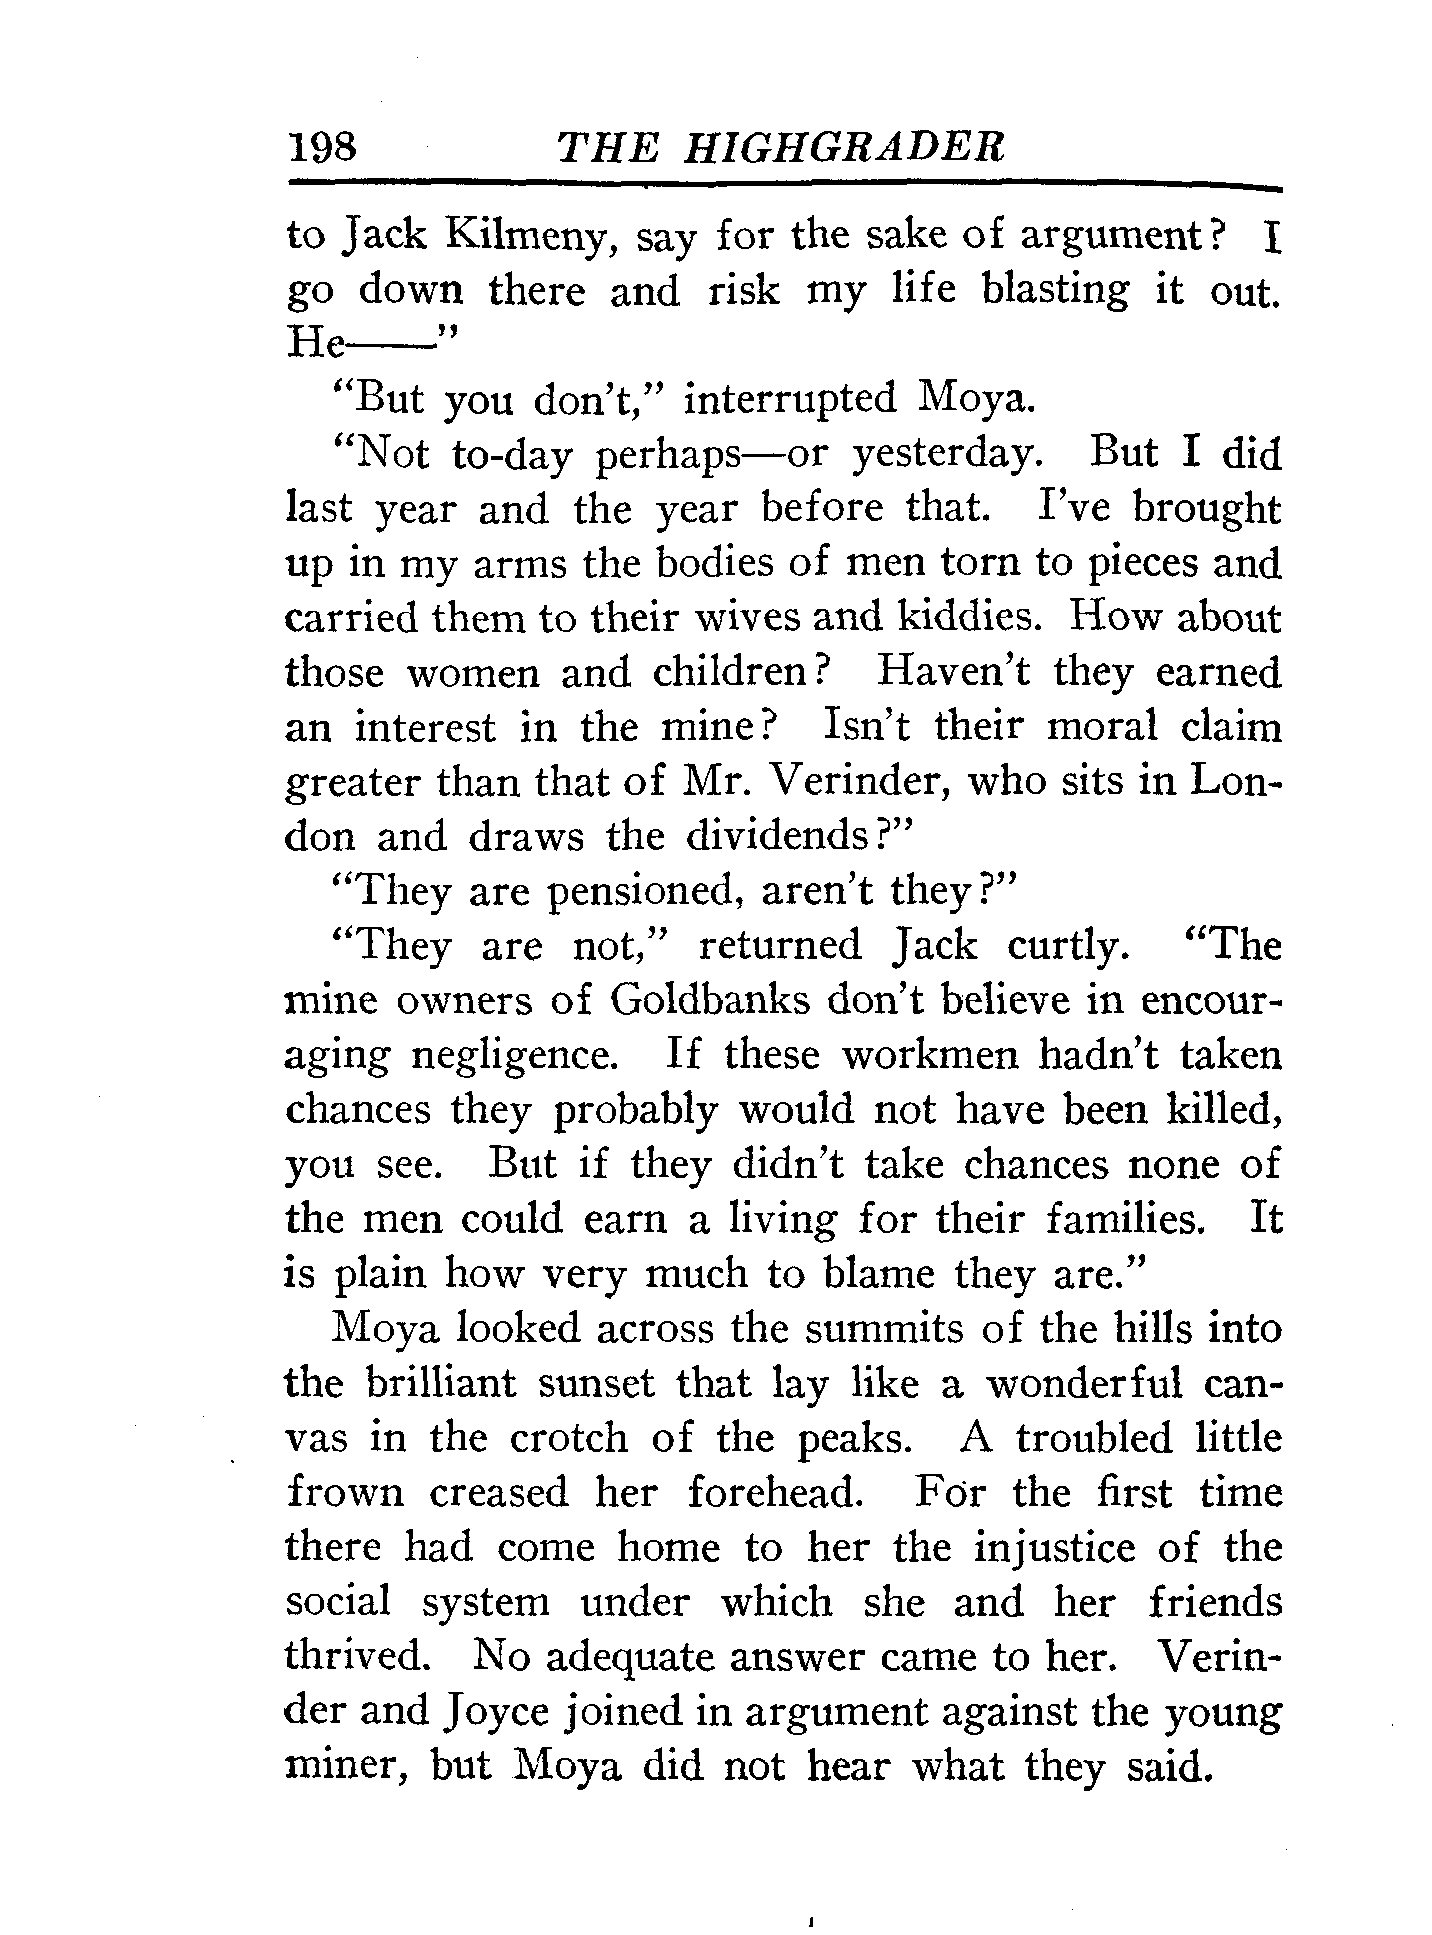 198 THE HIGHGRADER
to Jack Kilmeny, say for the sake of argument? I
go down there and risk my life blasting it out.
He——”
“But you don’t,” interrupted Moya.
“Not to-day perhaps—or yesterday. But I did
last year and the year before that. I’ve brought
up in my arms the bodies of men torn to pieces and
carried them to their wives and kiddies. How about
those women and children? Haven’t they earned
an interest in the mine? Isn’t their moral claim
greater than that of Mr. Verinder, who sits in Lon-
don and draws the dividends?”
“They are pensioned, aren’t they?”
“They are not,” returned Jack curtly. “The
mine owners of Goldbanks don’t believe in encour-
aging negligence. If these workmen hadn’t taken
chances they probably would not have been killed,
you see. But if they didn’t take chances none of
the men could earn a living for their families. It
is plain how very much to blame they are.”
Moya looked across the summits of the hills into
the brilliant sunset that lay like a wonderful can-
vas in the crotch of the peaks. A troubled little
frown creased her forehead. For the first time
there had come home to her the injustice of the
social system under which she and her friends
thrived. No adequate answer came to her. Verin-
der and Joyce joined in argument against the young
miner, but Moya did not hear what they said.